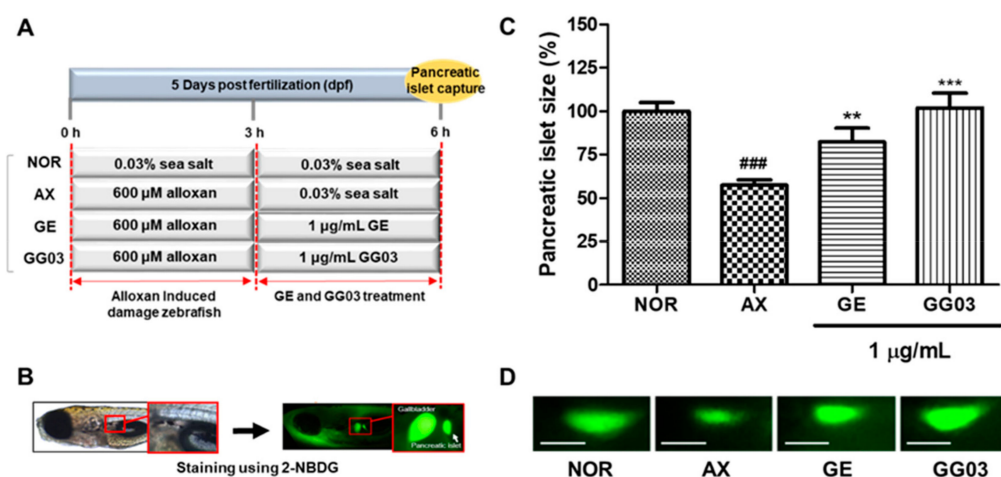 A
5 Days post fertilization (dpf)
Pancreatic
islet capture
0 h
3 h
6 h
NOR
0.03% sea salt
0.03% sea salt
AX
600 µM alloxan
0.03% sea salt
GE
600 µM alloxan
1 µg/mL GE
GG03
600 µM alloxan
1 µg/mL GG03
Alloxan Induced
damage zebrafish
GE and GG03 treatment
B
Gallbladder
Pancreatic islet
Staining using 2-NBDG
C
Pancreatic islet size (%)
150
125
100
75
50
25
0
###
**
***
NOR
AX
GE
GG03
1 µg/mL
D
NOR
AX
GE
GG03